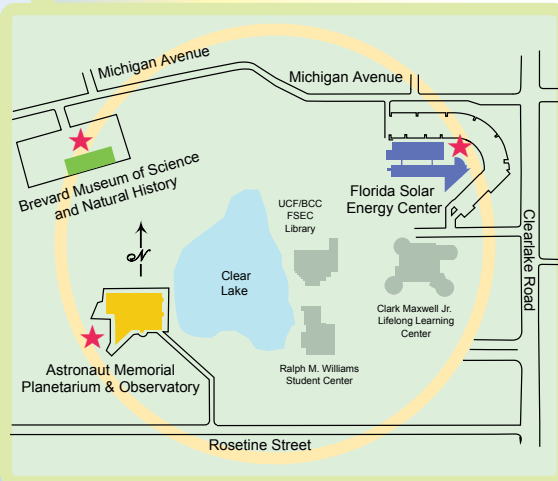 Michigan Avenue
Michigan Avenue
Brevard Museum of Science
and Natural History
Florida Solar
Energy Center
UCF/BCC
FSEC
Library
N
Clear
Lake
Clearlake Road
Clark Maxwell Jr.
Lifelong Learning
Center
Astronaut Memorial
Planetarium & Observatory
Ralph M. Williams
Student Center
Rosetine Street